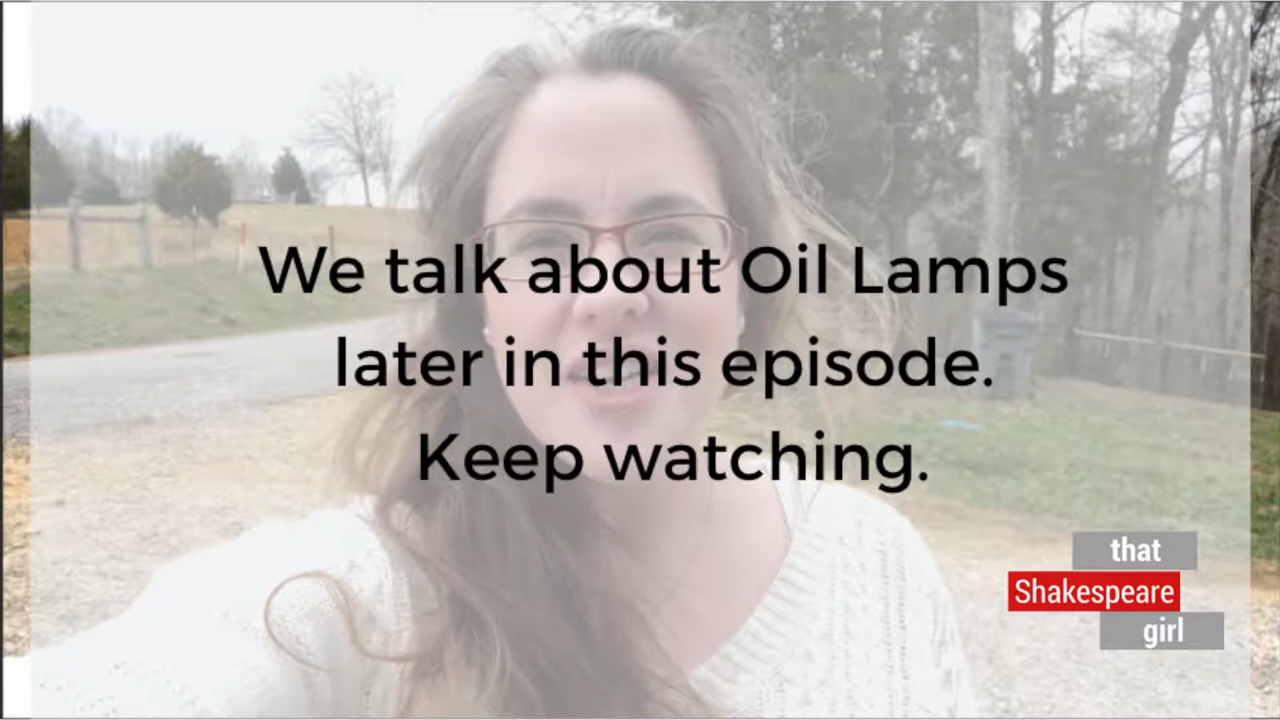 We talk about Oil Lamps
later in this episode.
Keep watching.
that
Shakespeare
girl